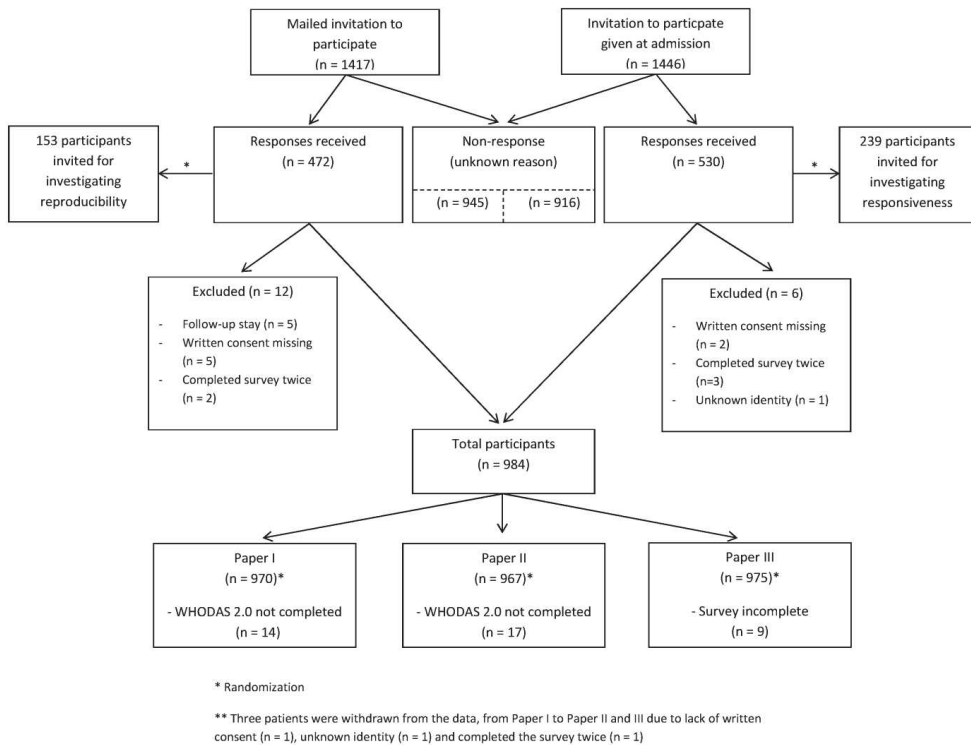 Mailed invitation to
participate
(n = 1417)
Invitation to particpate
given at admission
(n = 1446)
153 participants
invited for
investigating
reproducibility
*
Responses received
(n = 472)
Non-response
(unknown reason)
(n = 945)
(n = 916)
Responses received
(n = 530)
*
239 participants
invited for
investigating
responsiveness
Excluded (n = 12)
- Follow-up stay (n = 5)
- Written consent missing
(n = 5)
- Completed survey twice
(n = 2)
Excluded (n = 6)
- Written consent missing
(n = 2)
- Completed survey twice
(n=3)
- Unknown identity (n = 1)
Total participants
(n = 984)
Paper I
(n = 970)*
- WHODAS 2.0 not completed
(n = 14)
Paper II
(n = 967)*
- WHODAS 2.0 not completed
(n = 17)
Paper III
(n = 975)*
- Survey incomplete
(n = 9)
* Randomization
** Three patients were withdrawn from the data, from Paper I to Paper II and III due to lack of written
consent (n = 1), unknown identity (n = 1) and completed the survey twice (n = 1)